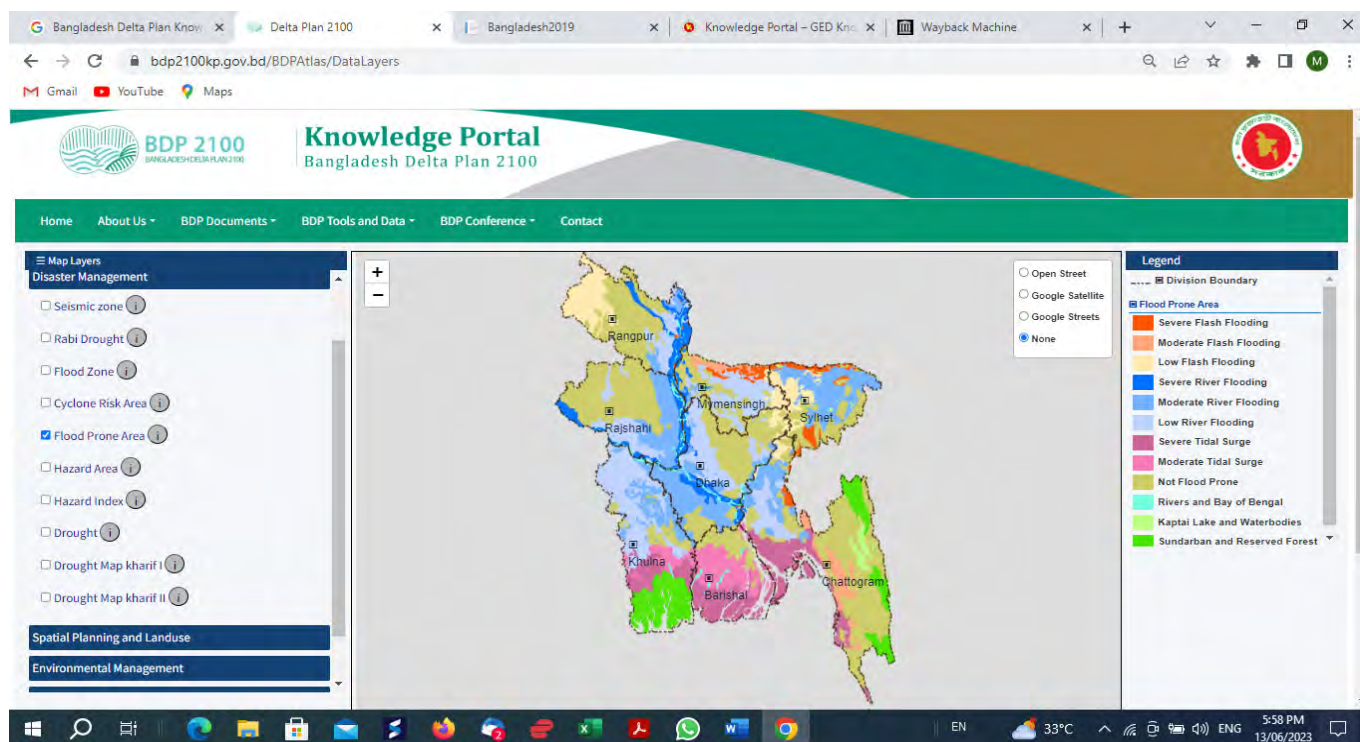 Bangladesh Delta Plan Know
Delta Plan 2100
Bangladesh2019
Knowledge Portal – GED Kno
Wayback Machine
bdp2100kp.gov.bd/BDPAtlas/DataLayers
M
Gmail
YouTube
Maps
BDP 2100
BANGLADESH DELTA PLAN 2100
Knowledge Portal
Bangladesh Delta Plan 2100
Home About Us BDP Documents BDP Tools and Data BDP Conference Contact
Map Layers
Disaster Management
Seismic zone i
Rabi Drought i
Flood Zone i
Cyclone Risk Area i
Flood Prone Area i
Hazard Area i
Hazard Index i
Drought i
Drought Map kharif I i
Drought Map kharif II i
Spatial Planning and Landuse
Environmental Management
+
−
Rangpur
Mymensingh
Sylhet
Rajshahi
Dhaka
Khulna
Barishal
Chattogram
Open Street
Google Satellite
Google Streets
None
Legend
Division Boundary
Flood Prone Area
Severe Flash Flooding
Moderate Flash Flooding
Low Flash Flooding
Severe River Flooding
Moderate River Flooding
Low River Flooding
Severe Tidal Surge
Moderate Tidal Surge
Not Flood Prone
Rivers and Bay of Bengal
Kaptai Lake and Waterbodies
Sundarban and Reserved Forest
EN
33°C
ENG
5:58 PM
13/06/2023